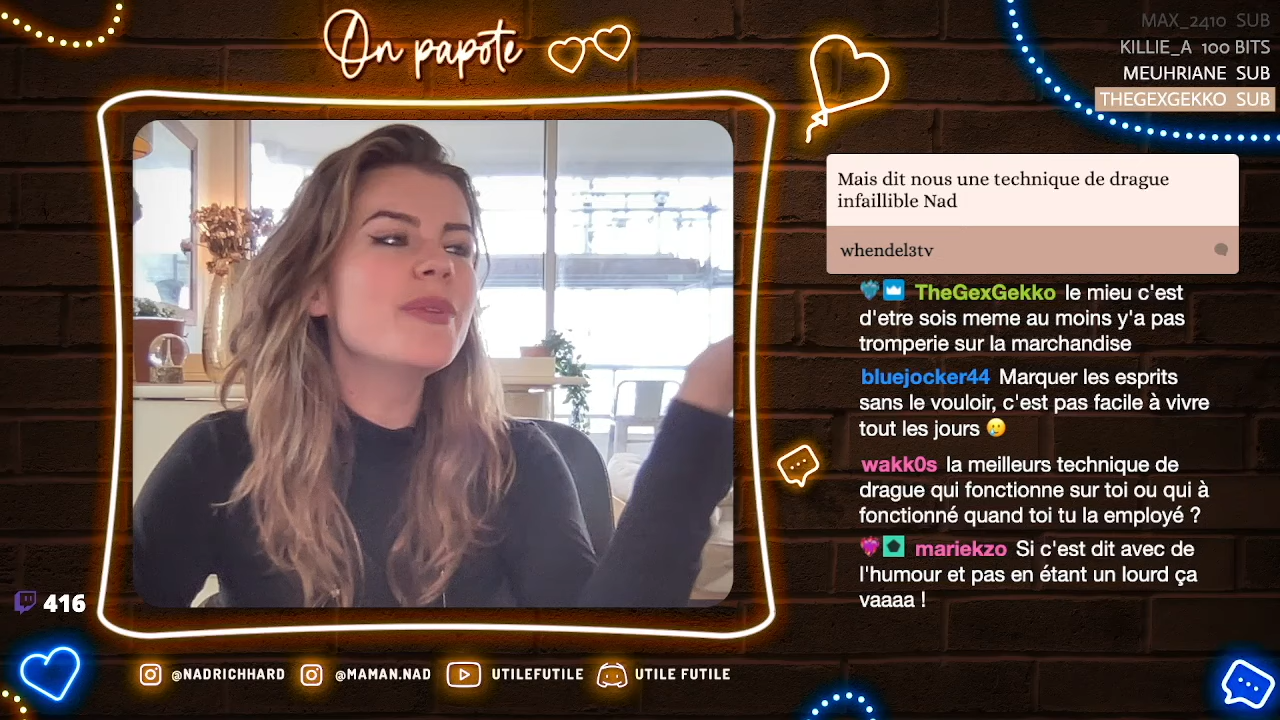 On papote
MAX_2410 SUB
KILLIE_A 100 BITS
MEUHRIANE SUB
THEGEXGEKKO SUB
Mais dit nous une technique de drague
infaillible Nad
whendel3tv
TheGexGekko le mieu c'est
d'etre sois meme au moins y'a pas
tromperie sur la marchandise
bluejocker44 Marquer les esprits
sans le vouloir, c'est pas facile à vivre
tout les jours 🥲
wakk0s la meilleurs technique de
drague qui fonctionne sur toi ou qui à
fonctionné quand toi tu la employé ?
mariekzo Si c'est dit avec de
l'humour et pas en étant un lourd ça
vaaaa !
416
@NADRICHHARD @MAMAN.NAD UTILEFUTILE UTILE FUTILE